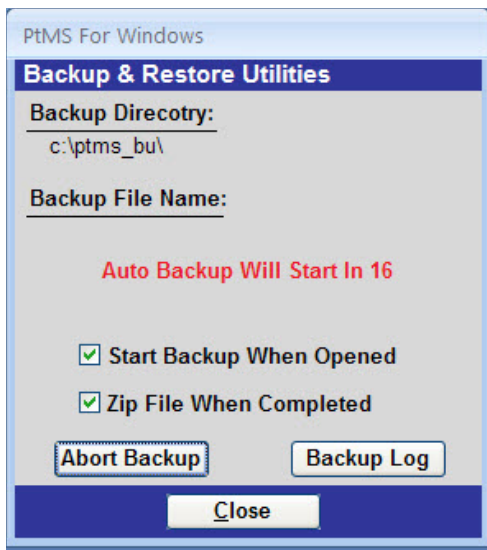 PtMS For Windows
Backup & Restore Utilities
Backup Direcotry:
c:\ptms_bu\
Backup File Name:
Auto Backup Will Start In 16
Start Backup When Opened
Zip File When Completed
Abort Backup Backup Log
Close